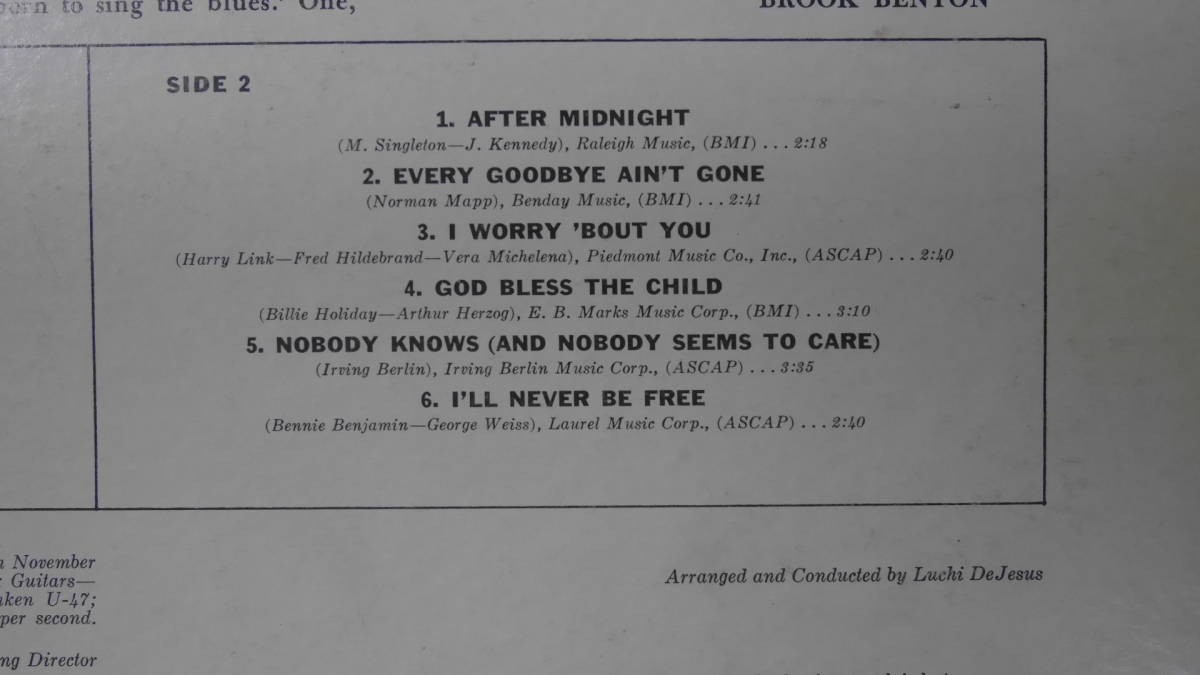 to sing the blues.' One,
BROOK BENTON
SIDE 2
1. AFTER MIDNIGHT
(M. Singleton—J. Kennedy), Raleigh Music, (BMI) ... 2:18
2. EVERY GOODBYE AIN'T GONE
(Norman Mapp), Benday Music, (BMI) ... 2:41
3. I WORRY 'BOUT YOU
(Harry Link—Fred Hildebrand—Vera Michelena), Piedmont Music Co., Inc., (ASCAP) ... 2:40
4. GOD BLESS THE CHILD
(Billie Holiday—Arthur Herzog), E. B. Marks Music Corp., (BMI) ... 3:10
5. NOBODY KNOWS (AND NOBODY SEEMS TO CARE)
(Irving Berlin), Irving Berlin Music Corp., (ASCAP) ... 3:35
6. I'LL NEVER BE FREE
(Bennie Benjamin—George Weiss), Laurel Music Corp., (ASCAP) ... 2:40
November
Guitars—
U-47;
per second.
Director
Arranged and Conducted by Luchi DeJesus